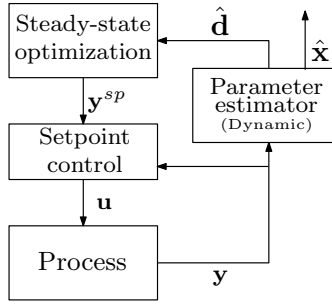 Steady-state
optimization
d̂
x̂
y^{sp}
Parameter
estimator
(Dynamic)
Setpoint
control
u
Process
y